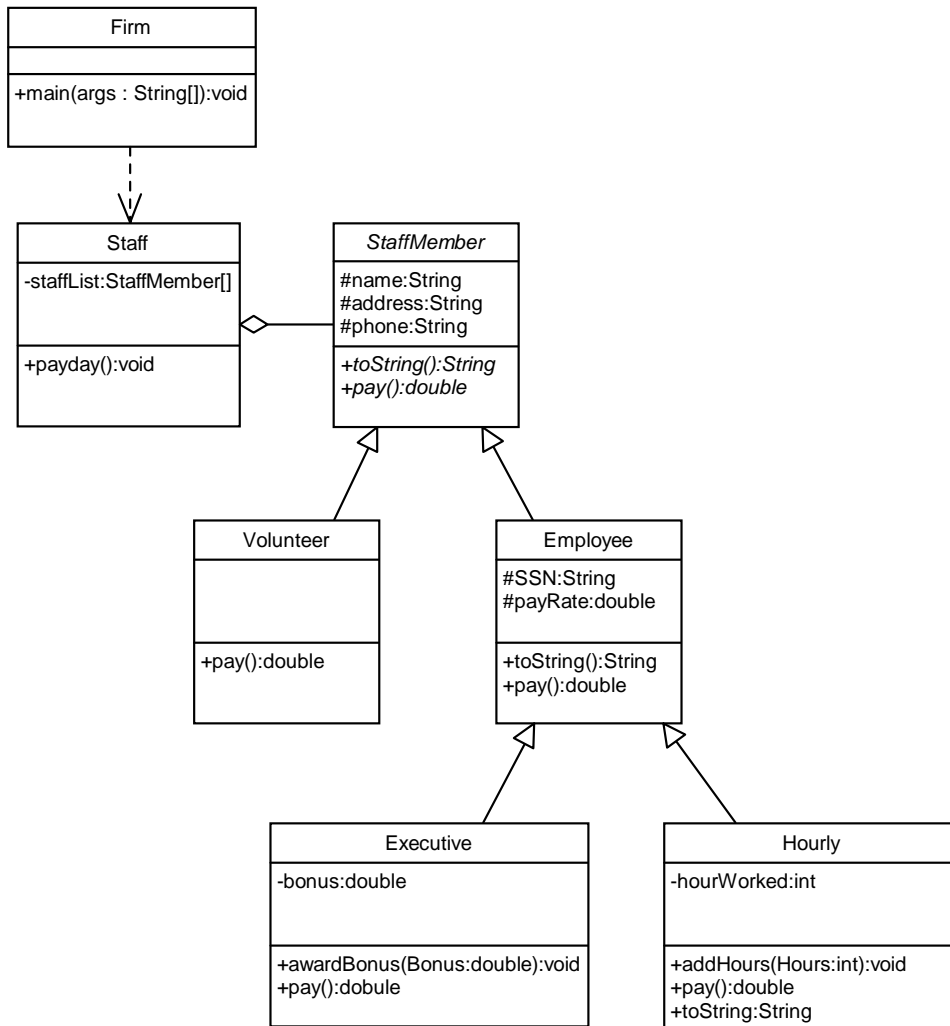 Firm
+main(args : String[]):void
Staff
-staffList:StaffMember[]
+payday():void
StaffMember
#name:String
#address:String
#phone:String
+toString():String
+pay():double
Volunteer
+pay():double
Employee
#SSN:String
#payRate:double
+toString():String
+pay():double
Executive
-bonus:double
+awardBonus(Bonus:double):void
+pay():dobule
Hourly
-hourWorked:int
+addHours(Hours:int):void
+pay():double
+toString:String